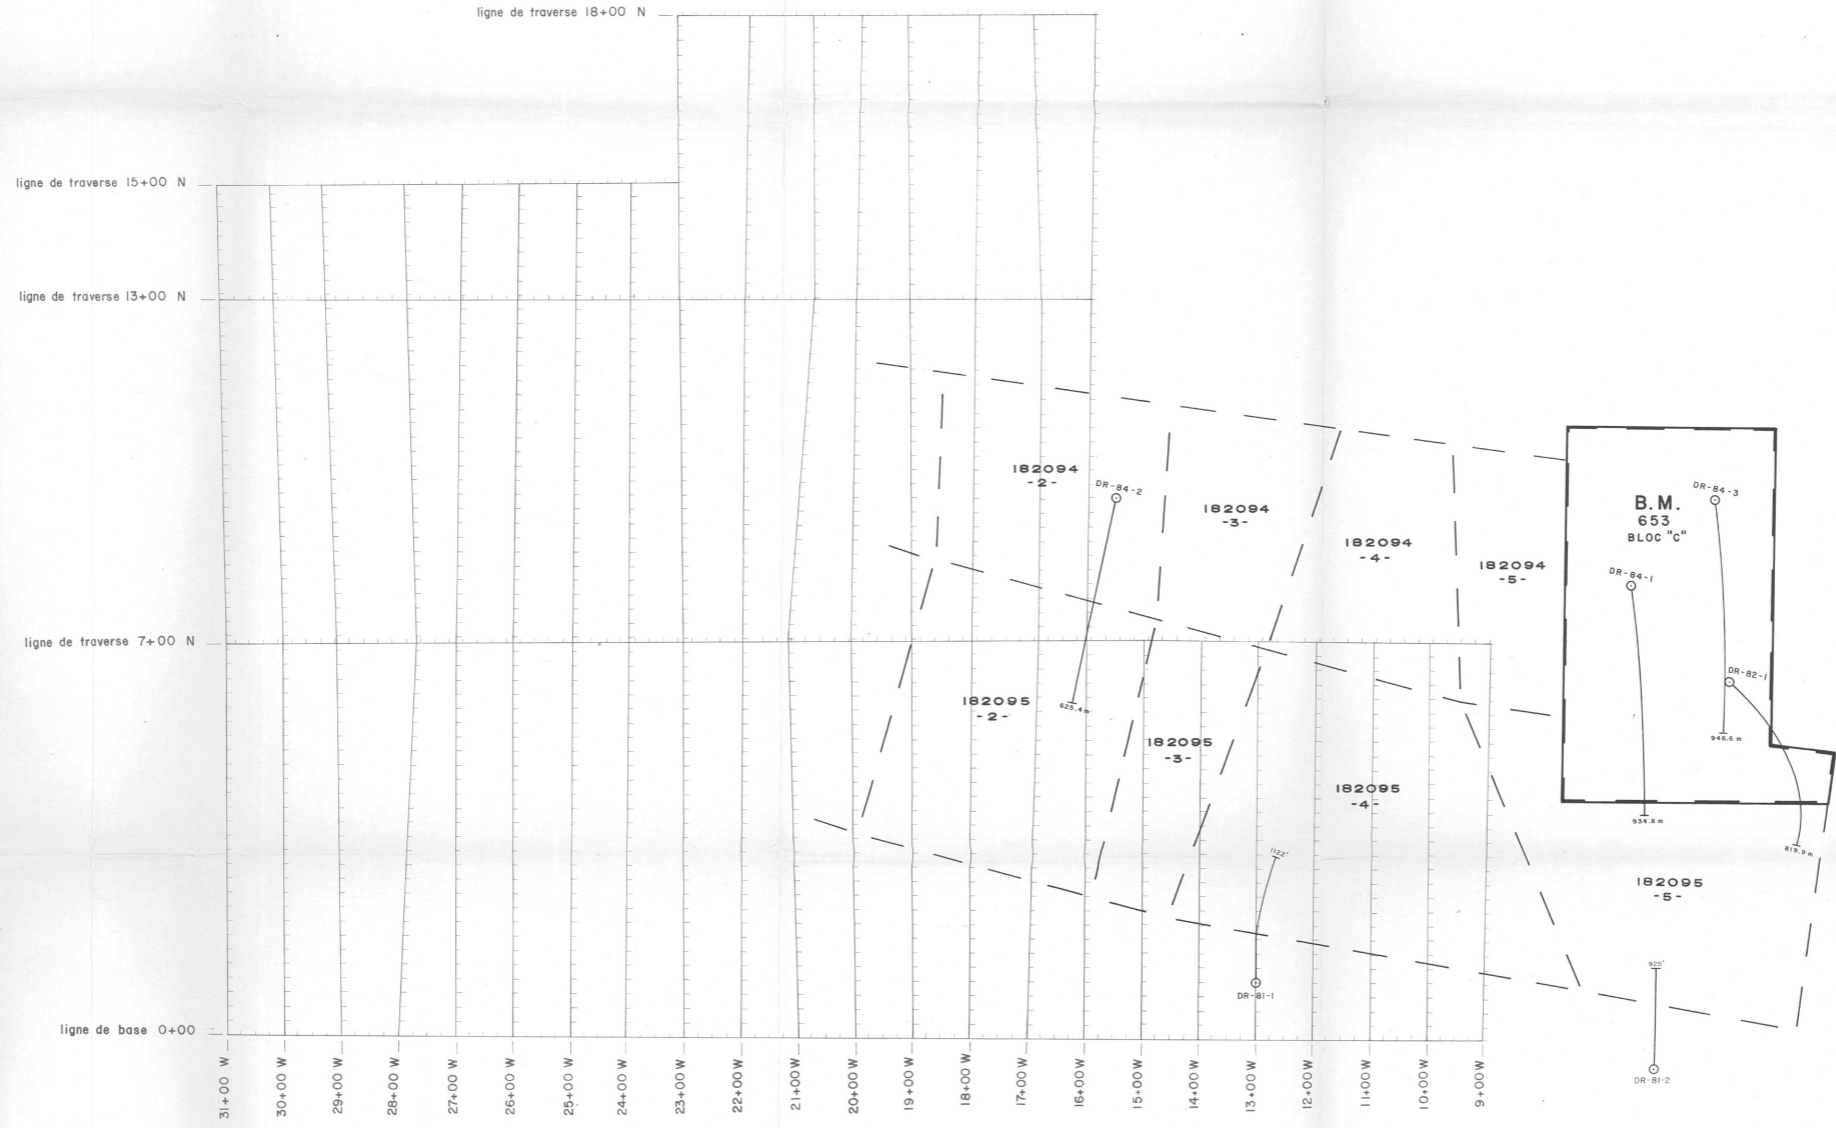 ligne de traverse 18+00 N
ligne de traverse 15+00 N
ligne de traverse 13+00 N
182094
-2-
DR-84-2
182094
-3-
182094
-4-
182094
-5-
B.M.
653
BLOC "C"
DR-84-3
DR-84-1
ligne de traverse 7+00 N
DR-82-1
182095
-2-
625.4m
182095
-3-
946.6 m
182095
-4-
934.8 m
819.9 m
1122'
182095
-5-
925'
DR-81-1
ligne de base 0+00
DR-81-2
31+00 W
30+00 W
29+00 W
28+00 W
27+00 W
26+00 W
25+00 W
24+00 W
23+00 W
22+00 W
21+00 W
20+00 W
19+00 W
18+00 W
17+00 W
16+00 W
15+00 W
14+00 W
13+00 W
12+00 W
11+00 W
10+00 W
9+00 W